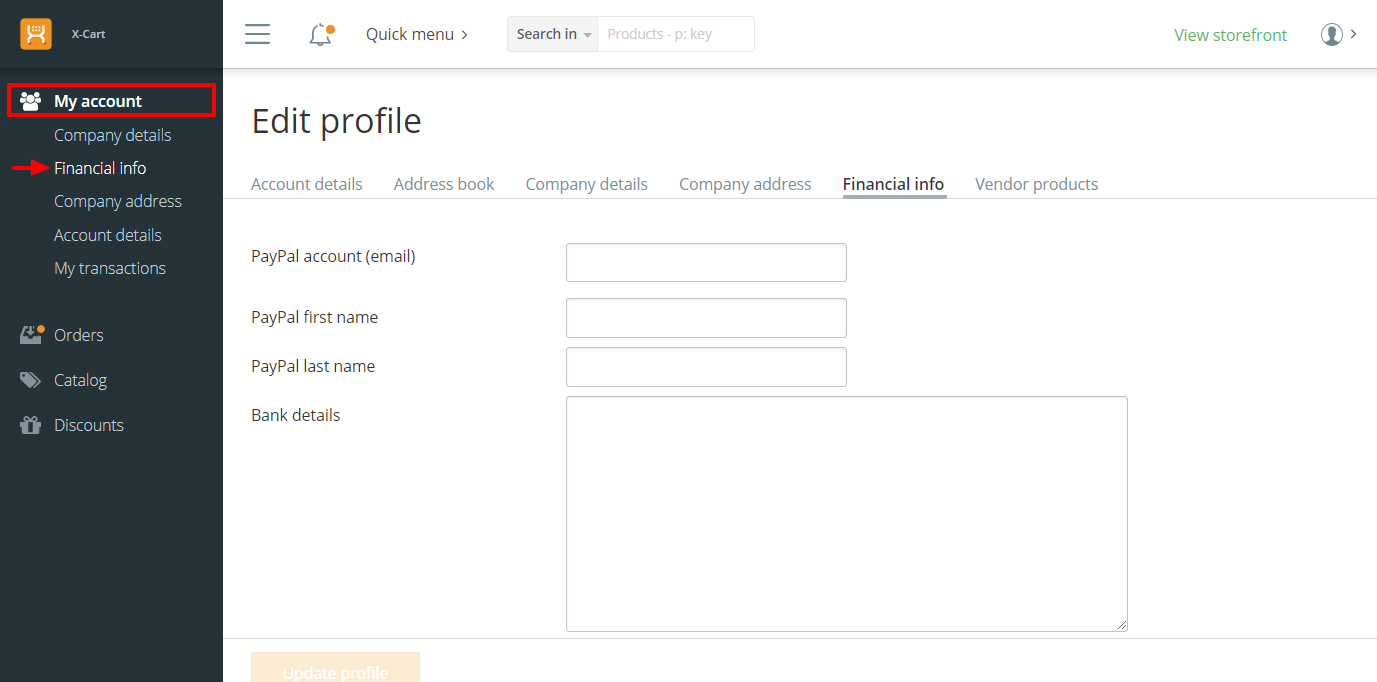 X-Cart
Quick menu
Search in
Products - p: key
View storefront
My account
Company details
Financial info
Company address
Account details
My transactions
Orders
Catalog
Discounts
Edit profile
Account details Address book Company details Company address Financial info Vendor products
PayPal account (email)
PayPal first name
PayPal last name
Bank details
Update profile